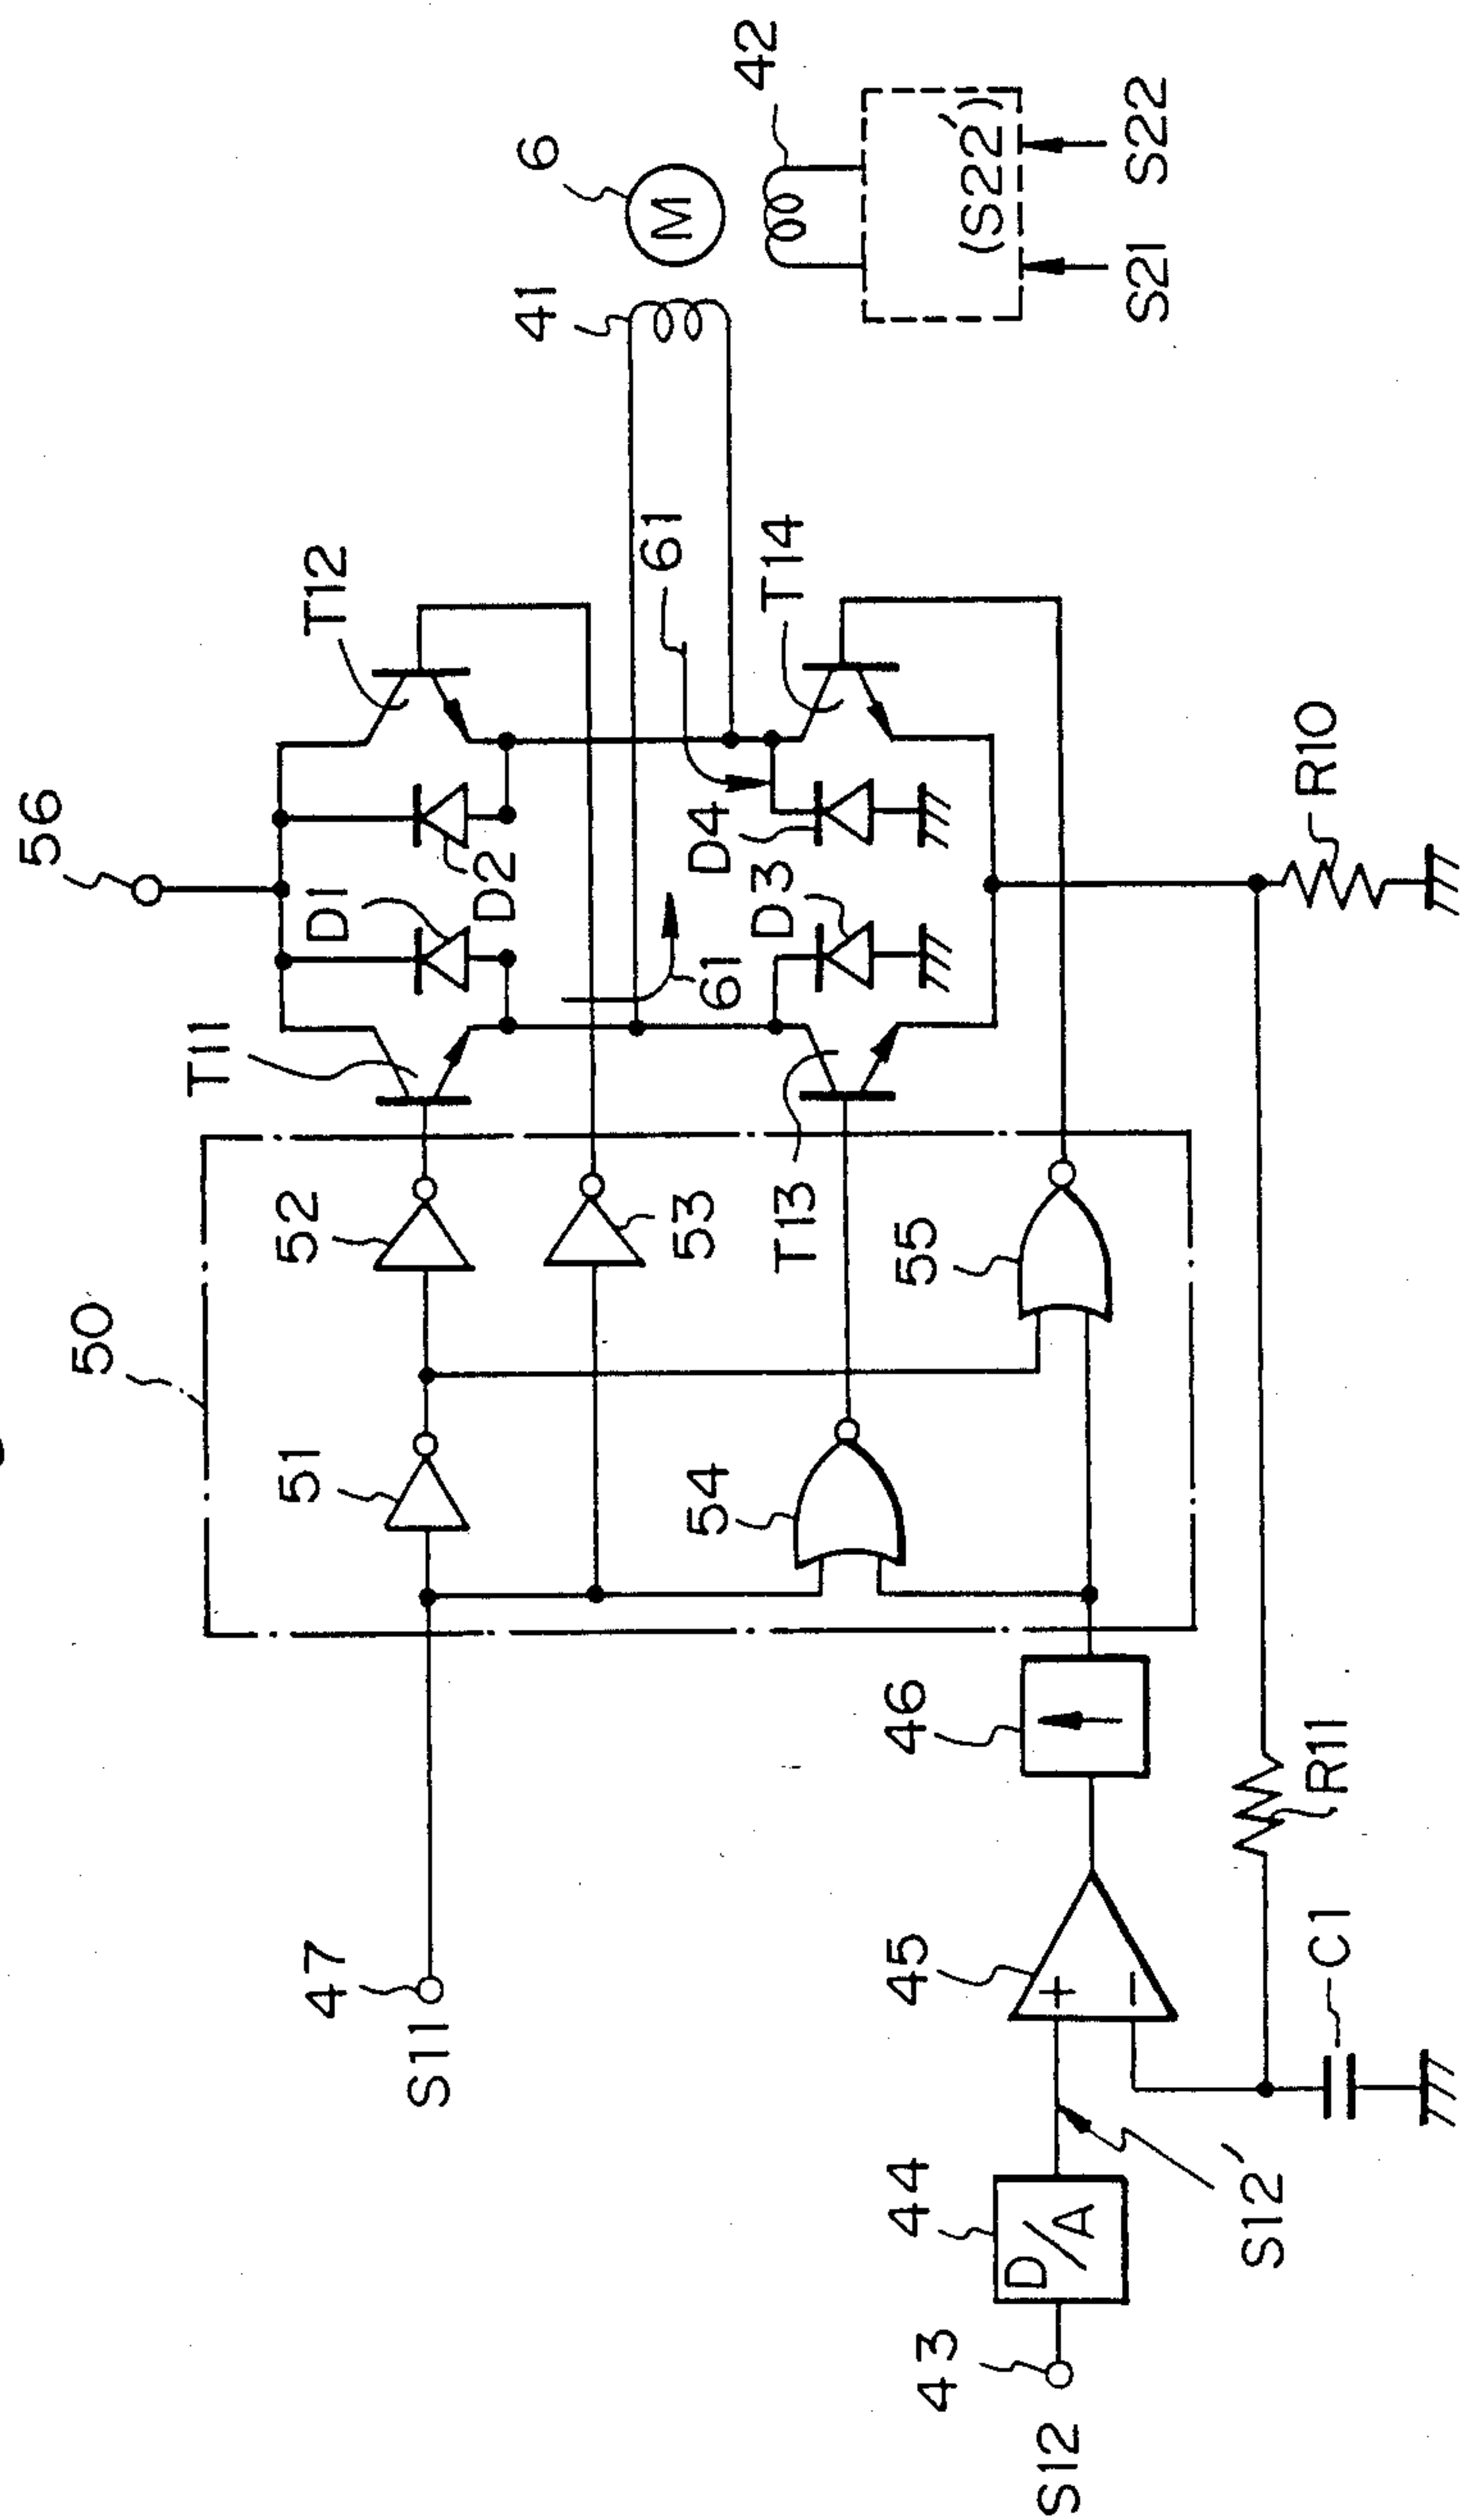 56
T12
6
42
M
41
61
T14
(S22')
S21
S22
T11
D1
D2
D4
D3
61
R10
50
52
53
T13
55
51
54
46
47
S11
45
+
-
R11
C1
44
D/A
43
S12
S12'